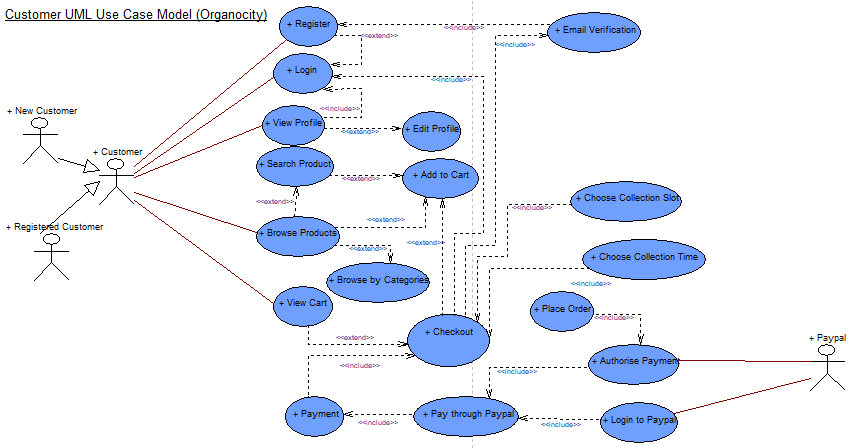 Customer UML Use Case Model (Organocity)
+ Register
<<include>>
+ Email Verification
<<extend>>
<<include>>
+ Login
<<include>>
<<include>>
+ New Customer
+ View Profile
<<extend>>
+ Edit Profile
+ Customer
+ Search Product
<<extend>>
+ Add to Cart
<<extend>>
+ Choose Collection Slot
<<include>>
+ Registered Customer
<<extend>>
+ Browse Products
<<extend>>
<<extend>>
+ Choose Collection Time
+ Browse by Categories
<<include>>
+ View Cart
+ Place Order
<<include>>
+ Checkout
<<extend>>
+ Paypal
<<include>>
+ Authorise Payment
<<include>>
+ Payment
+ Pay through Paypal
+ Login to Paypal
<<include>>
<<include>>